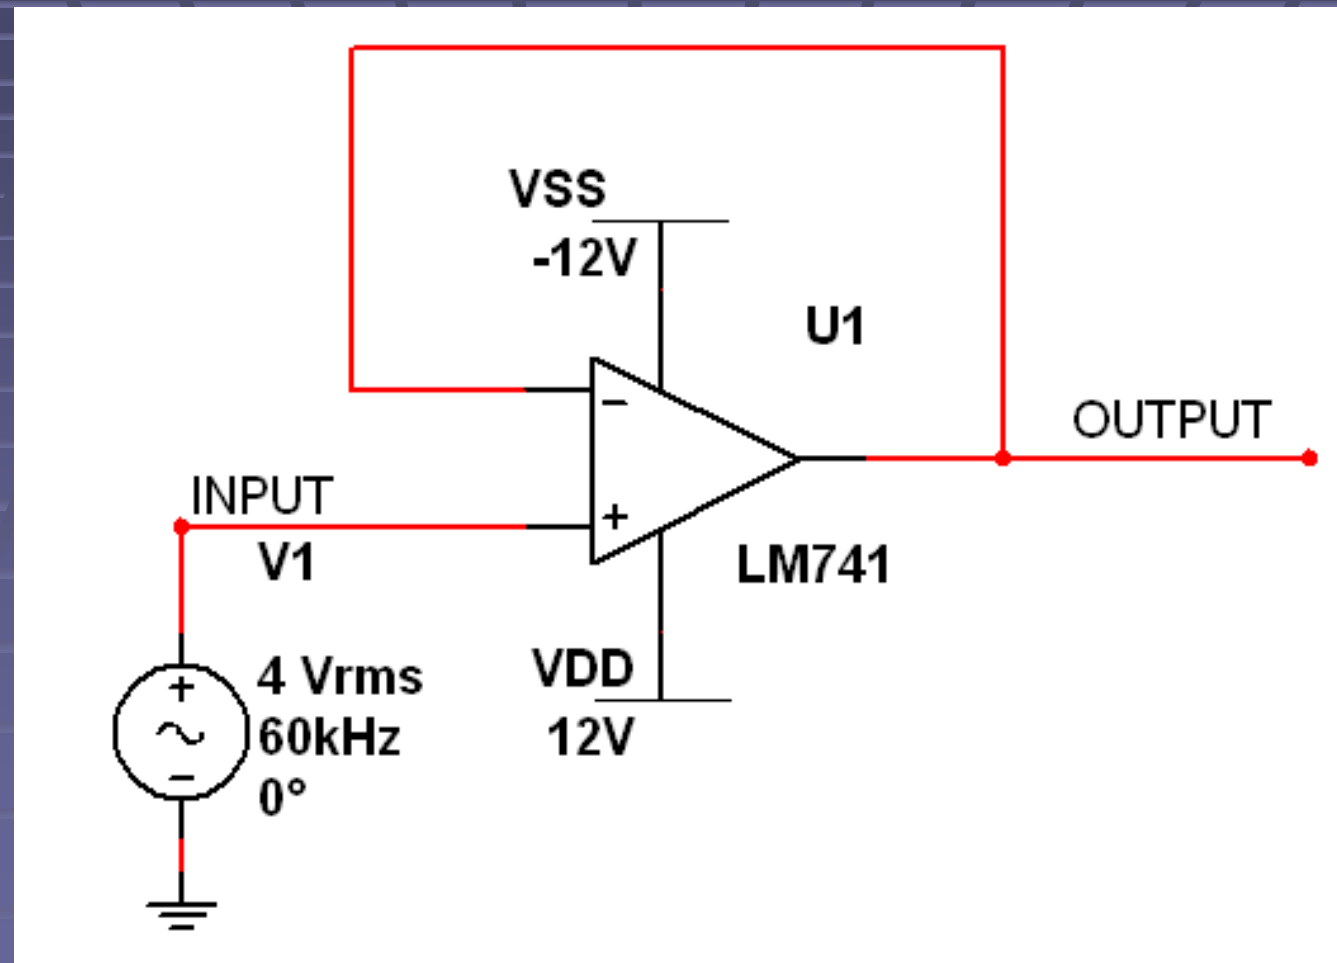 VSS
-12V
U1
−
OUTPUT
INPUT
+
V1
LM741
VDD
12V
+
4 Vrms
60kHz
−
0°